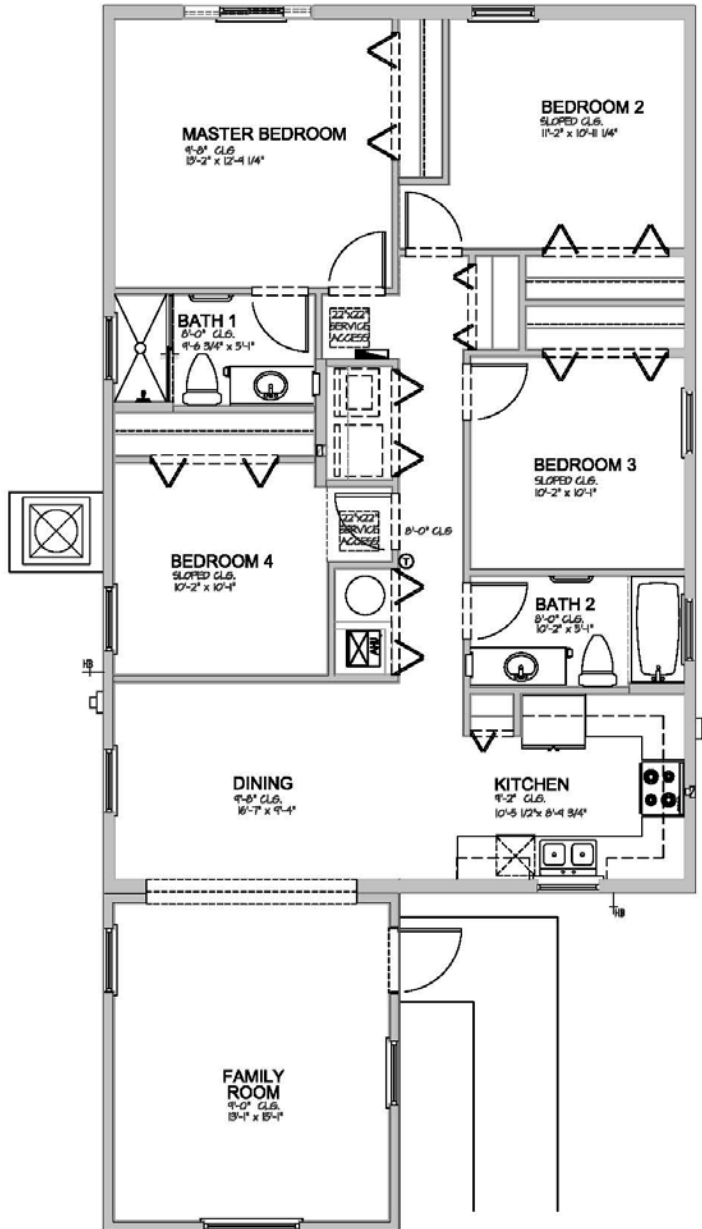 MASTER BEDROOM
9'-8" CLG
13'-2" x 12'-9 1/4"
BEDROOM 2
SLOPED CLG.
11'-2" x 10'-11 1/4"
BATH 1
8'-0" CLG.
9'-6 3/4" x 5'-1"
22"X22"
SERVICE
ACCESS
BEDROOM 3
SLOPED CLG.
10'-2" x 10'-1"
22"X22"
SERVICE
ACCESS
8'-0" CLG
T
BEDROOM 4
SLOPED CLG.
10'-2" x 10'-9"
BATH 2
8'-0" CLG.
10'-2" x 5'-1"
AHU
HB
DINING
9'-8" CLG.
16'-7" x 9'-4"
KITCHEN
9'-2" CLG.
10'-5 1/2" x 8'-9 3/4"
HB
FAMILY
ROOM
9'-0" CLG.
13'-1" x 15'-1"